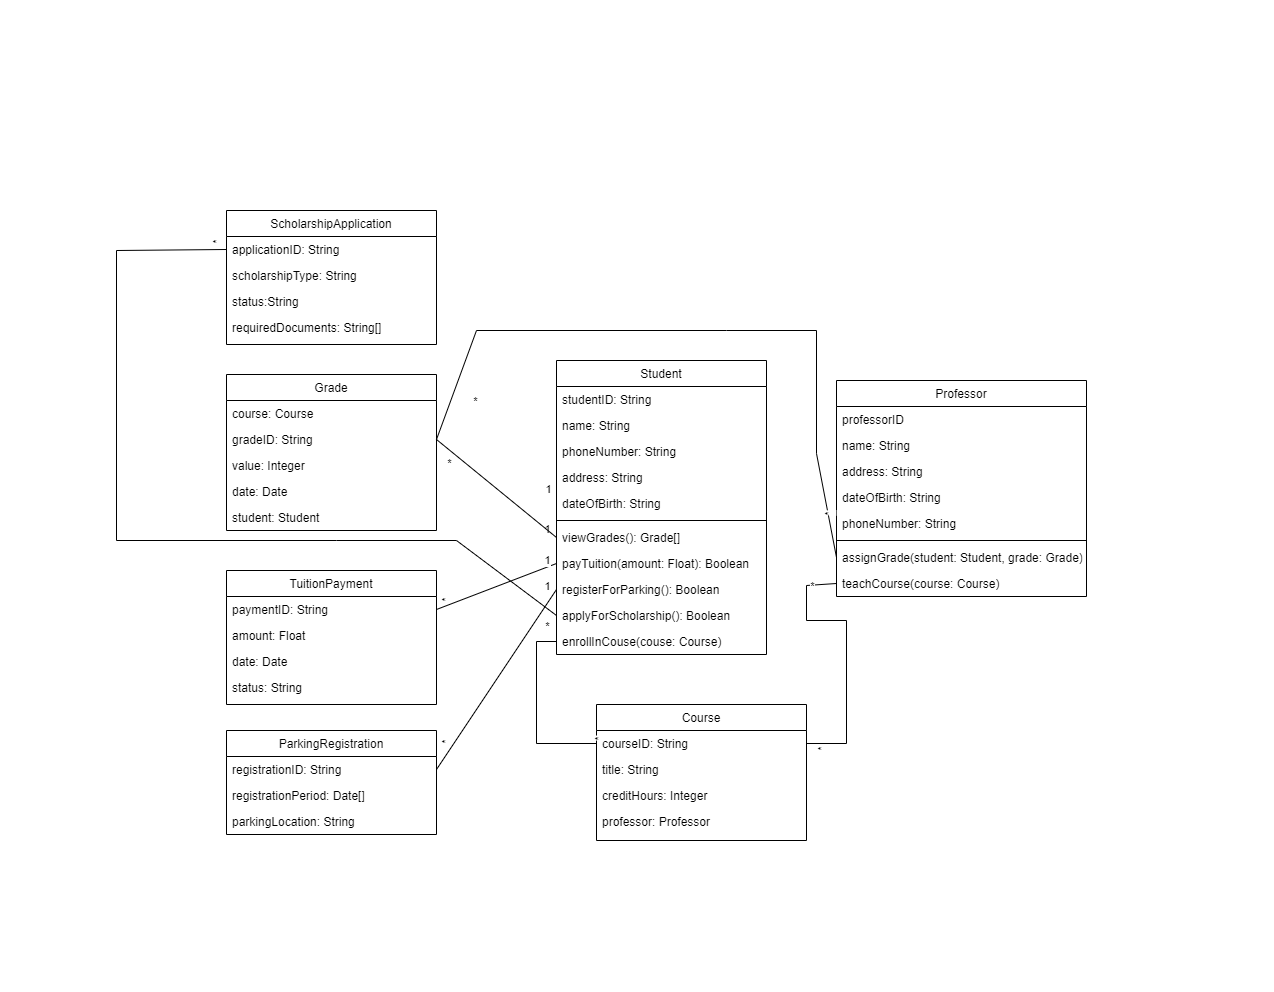 ScholarshipApplication
applicationID: String
scholarshipType: String
status:String
requiredDocuments: String[]
*
Grade
course: Course
gradeID: String
value: Integer
date: Date
student: Student
*
*
TuitionPayment
paymentID: String
amount: Float
date: Date
status: String
*
ParkingRegistration
registrationID: String
registrationPeriod: Date[]
parkingLocation: String
*
Student
studentID: String
name: String
phoneNumber: String
address: String
dateOfBirth: String
viewGrades(): Grade[]
payTuition(amount: Float): Boolean
registerForParking(): Boolean
applyForScholarship(): Boolean
enrollInCouse(couse: Course)
1
1
1
1
*
Professor
professorID
name: String
address: String
dateOfBirth: String
phoneNumber: String
assignGrade(student: Student, grade: Grade)
teachCourse(course: Course)
*
*
Course
courseID: String
title: String
creditHours: Integer
professor: Professor
*
*